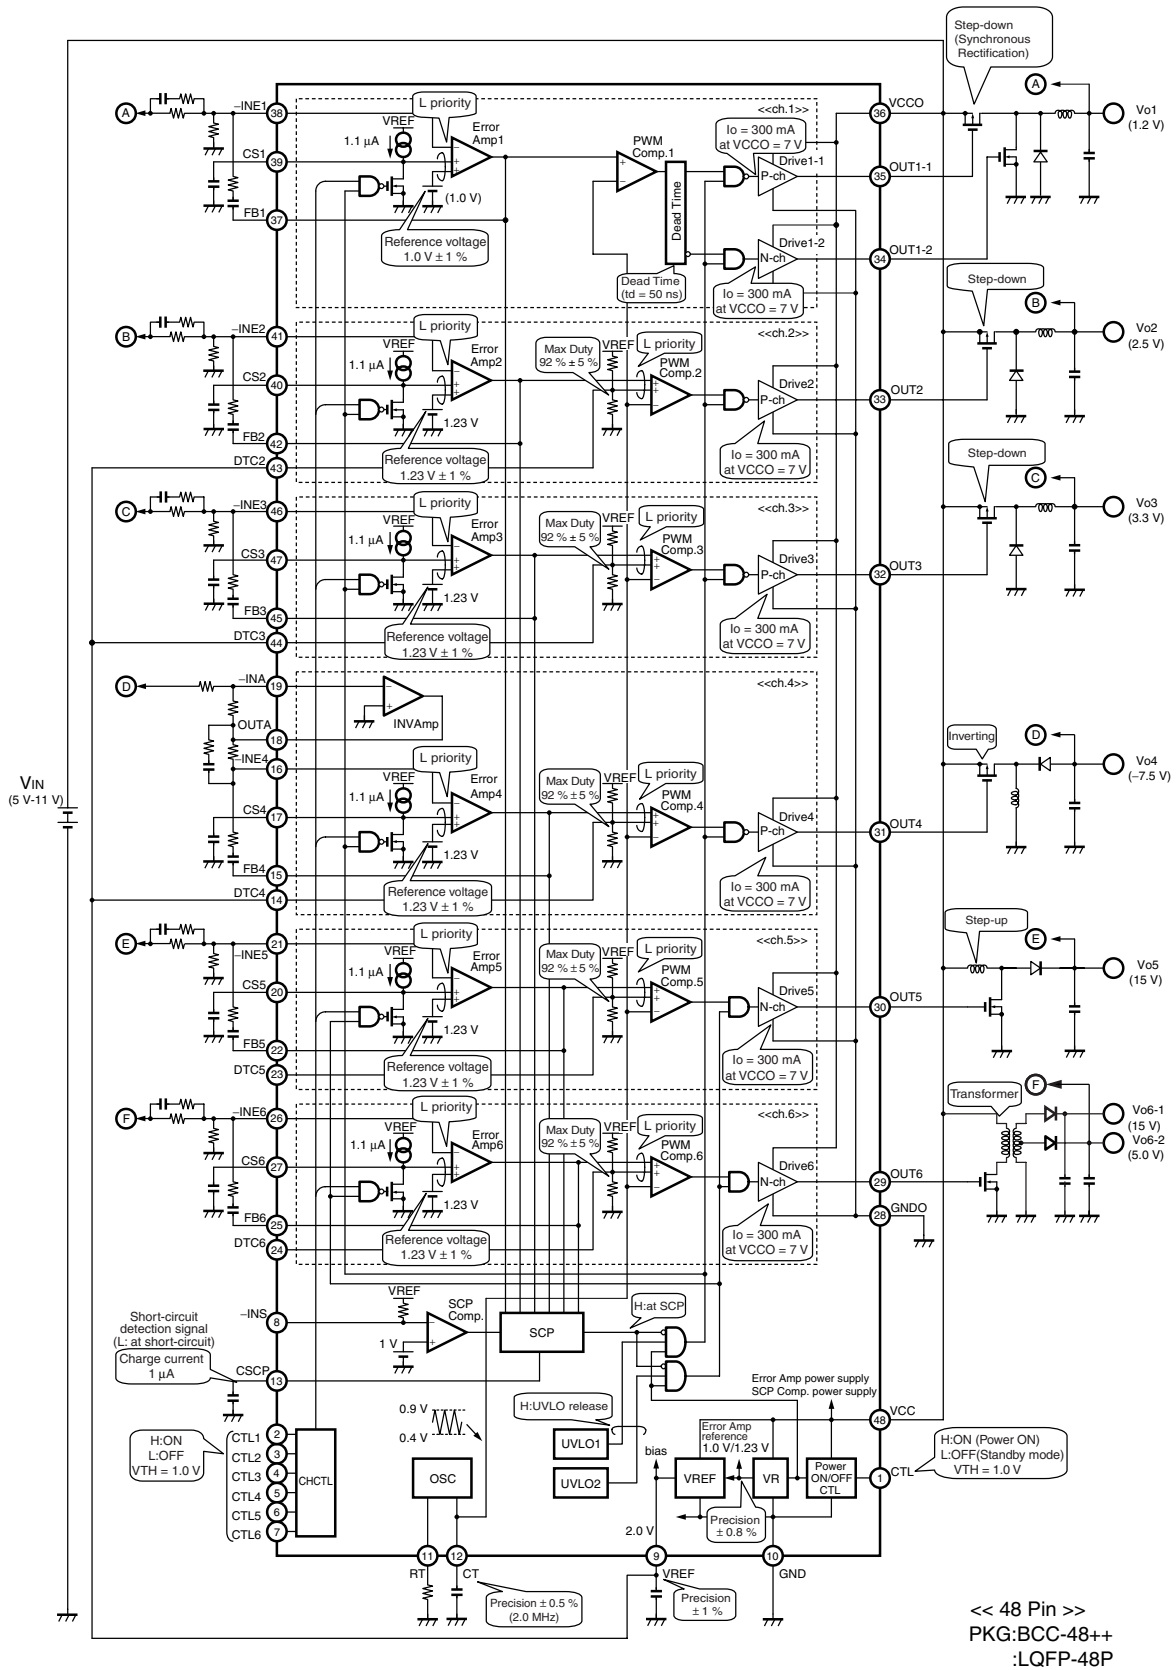 Step-down
(Synchronous
Rectification)
A
A
−INE1
38
L priority
VREF
1.1 µA
Error
Amp1
<<ch.1>>
Io = 300 mA
at VCCO = 7 V
36
VCCO
Vo1
(1.2 V)
CS1
39
PWM
Comp.1
Drive1-1
P-ch
35
OUT1-1
(1.0 V)
FB1
37
Dead Time
Reference voltage
1.0 V ± 1 %
Drive1-2
N-ch
34
OUT1-2
Dead Time
(td = 50 ns)
Io = 300 mA
at VCCO = 7 V
Step-down
B
B
−INE2
41
L priority
VREF
1.1 µA
Error
Amp2
Max Duty
92 % ± 5 %
VREF
L priority
PWM
Comp.2
<<ch.2>>
Vo2
(2.5 V)
CS2
40
Drive2
P-ch
33
OUT2
1.23 V
FB2
42
DTC2
43
Reference voltage
1.23 V ± 1 %
Io = 300 mA
at VCCO = 7 V
Step-down
C
C
−INE3
46
L priority
VREF
1.1 µA
Error
Amp3
Max Duty
92 % ± 5 %
VREF
L priority
PWM
Comp.3
<<ch.3>>
Vo3
(3.3 V)
CS3
47
Drive3
P-ch
32
OUT3
1.23 V
FB3
45
DTC3
44
Reference voltage
1.23 V ± 1 %
Io = 300 mA
at VCCO = 7 V
D
−INA
19
INVAmp
<<ch.4>>
OUTA
18
Inverting
D
−INE4
16
L priority
VREF
1.1 µA
Error
Amp4
Max Duty
92 % ± 5 %
VREF
L priority
PWM
Comp.4
Vo4
(−7.5 V)
VIN
(5 V-11 V)
CS4
17
Drive4
P-ch
31
OUT4
1.23 V
FB4
15
DTC4
14
Reference voltage
1.23 V ± 1 %
Io = 300 mA
at VCCO = 7 V
Step-up
E
E
21
−INE5
L priority
VREF
1.1 µA
Error
Amp5
Max Duty
92 % ± 5 %
VREF
L priority
PWM
Comp.5
<<ch.5>>
Vo5
(15 V)
CS5
20
Drive5
N-ch
30
OUT5
1.23 V
FB5
22
DTC5
23
Reference voltage
1.23 V ± 1 %
Io = 300 mA
at VCCO = 7 V
Transformer
F
F
−INE6
26
L priority
VREF
1.1 µA
Error
Amp6
Max Duty
92 % ± 5 %
VREF
L priority
PWM
Comp.6
<<ch.6>>
Vo6-1
(15 V)
Vo6-2
(5.0 V)
CS6
27
Drive6
N-ch
29
OUT6
1.23 V
FB6
25
28
GNDO
DTC6
24
Reference voltage
1.23 V ± 1 %
Io = 300 mA
at VCCO = 7 V
VREF
−INS
8
SCP
Comp.
1 V
SCP
H:at SCP
Short-circuit
detection signal
(L: at short-circuit)
Charge current
1 µA
CSCP
13
Error Amp power supply
SCP Comp. power supply
0.9 V
0.4 V
H:UVLO release
48
VCC
H:ON
L:OFF
VTH = 1.0 V
CTL1
2
CTL2
3
CTL3
4
CTL4
5
CTL5
6
CTL6
7
CHCTL
OSC
UVLO1
UVLO2
bias
Error Amp
reference
1.0 V/1.23 V
VREF
VR
Power
ON/OFF
CTL
1
CTL
H:ON (Power ON)
L:OFF(Standby mode)
VTH = 1.0 V
2.0 V
Precision
± 0.8 %
11
RT
12
CT
9
VREF
10
GND
Precision ± 0.5 %
(2.0 MHz)
Precision
± 1 %
<< 48 Pin >>
PKG:BCC-48++
:LQFP-48P